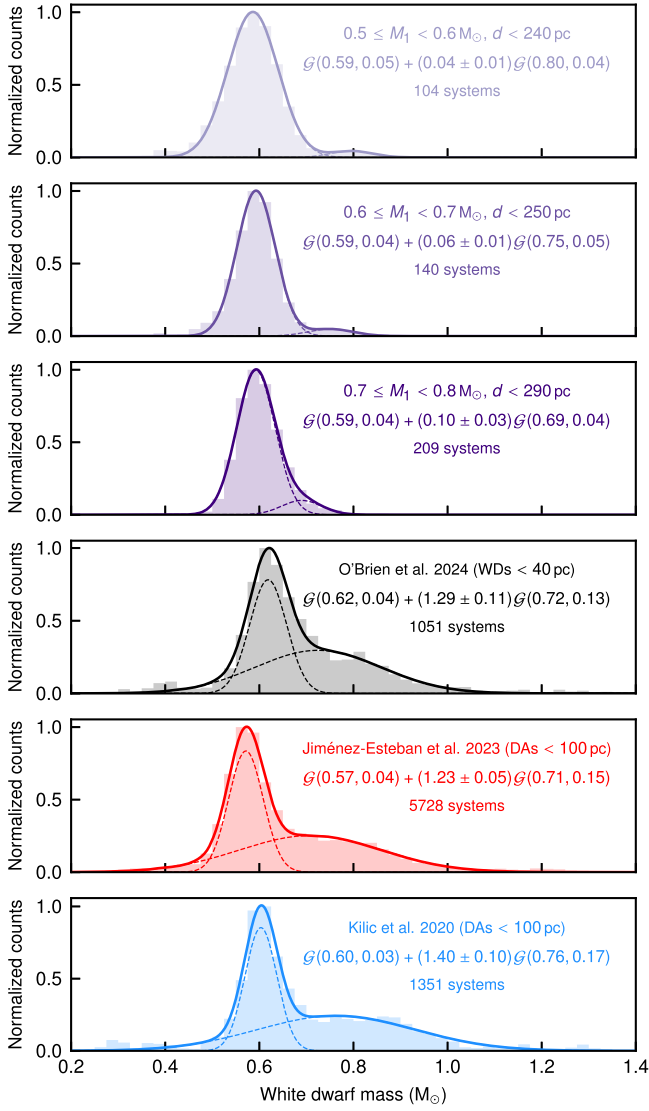 Normalized counts
1.0
0.5
0.0
0.5 ≤ M₁ < 0.6 M⊙, d < 240 pc
𝒢(0.59, 0.05) + (0.04 ± 0.01)𝒢(0.80, 0.04)
104 systems
Normalized counts
1.0
0.5
0.0
0.6 ≤ M₁ < 0.7 M⊙, d < 250 pc
𝒢(0.59, 0.04) + (0.06 ± 0.01)𝒢(0.75, 0.05)
140 systems
Normalized counts
1.0
0.5
0.0
0.7 ≤ M₁ < 0.8 M⊙, d < 290 pc
𝒢(0.59, 0.04) + (0.10 ± 0.03)𝒢(0.69, 0.04)
209 systems
Normalized counts
1.0
0.5
0.0
O'Brien et al. 2024 (WDs < 40 pc)
𝒢(0.62, 0.04) + (1.29 ± 0.11)𝒢(0.72, 0.13)
1051 systems
Normalized counts
1.0
0.5
0.0
Jiménez-Esteban et al. 2023 (DAs < 100 pc)
𝒢(0.57, 0.04) + (1.23 ± 0.05)𝒢(0.71, 0.15)
5728 systems
Normalized counts
1.0
0.5
0.0
Kilic et al. 2020 (DAs < 100 pc)
𝒢(0.60, 0.03) + (1.40 ± 0.10)𝒢(0.76, 0.17)
1351 systems
0.2 0.4 0.6 0.8 1.0 1.2 1.4
White dwarf mass (M⊙)